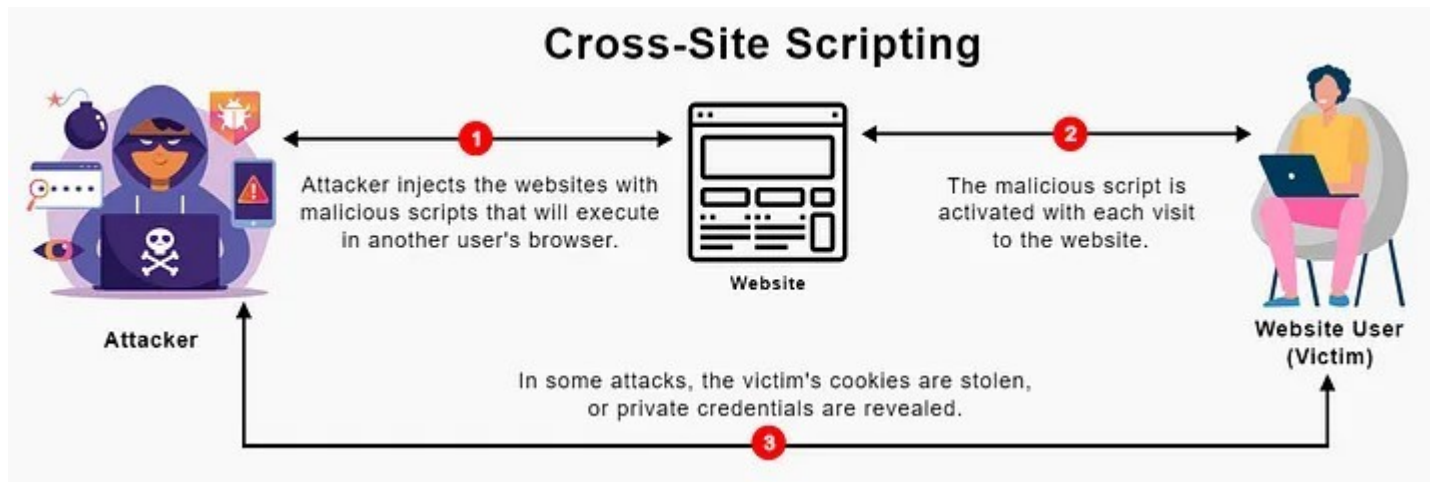 Cross-Site Scripting
1
2
Attacker injects the websites with
malicious scripts that will execute
in another user's browser.
The malicious script is
activated with each visit
to the website.
Website
Attacker
Website User
(Victim)
In some attacks, the victim's cookies are stolen,
or private credentials are revealed.
3